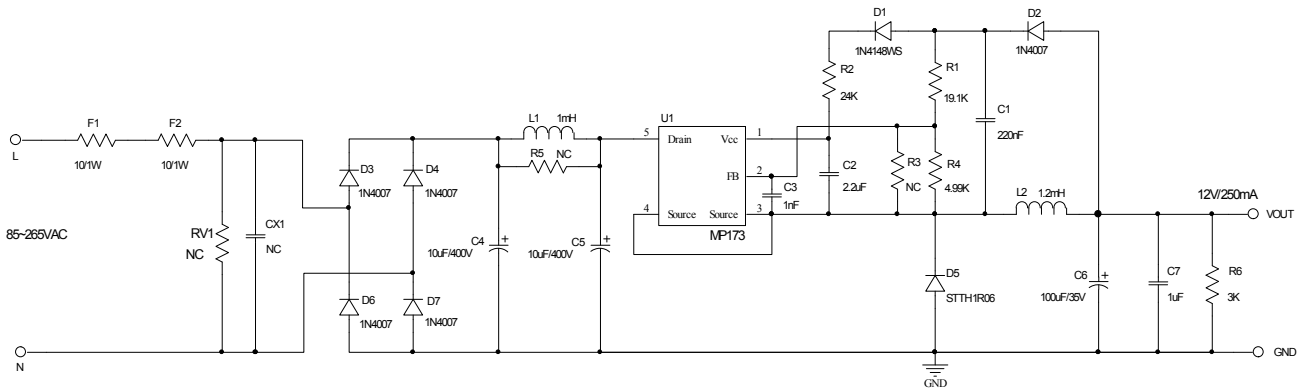 D1
1N4148WS
D2
1N4007
R2
24K
R1
19.1K
C1
220nF
F1
10/1W
F2
10/1W
L
L1 1mH
R5 NC
U1
5 Drain Vcc 1
FB 2
4 Source Source 3
MP173
C2
2.2uF
C3
1nF
R3
NC
R4
4.99K
L2 1.2mH
12V/250mA
VOUT
D3
1N4007
D4
1N4007
85~265VAC
RV1
NC
CX1
NC
C4
10uF/400V
+
C5
10uF/400V
+
D5
STTH1R06
C6
100uF/35V
+
C7
1uF
R6
3K
D6
1N4007
D7
1N4007
N
GND
GND